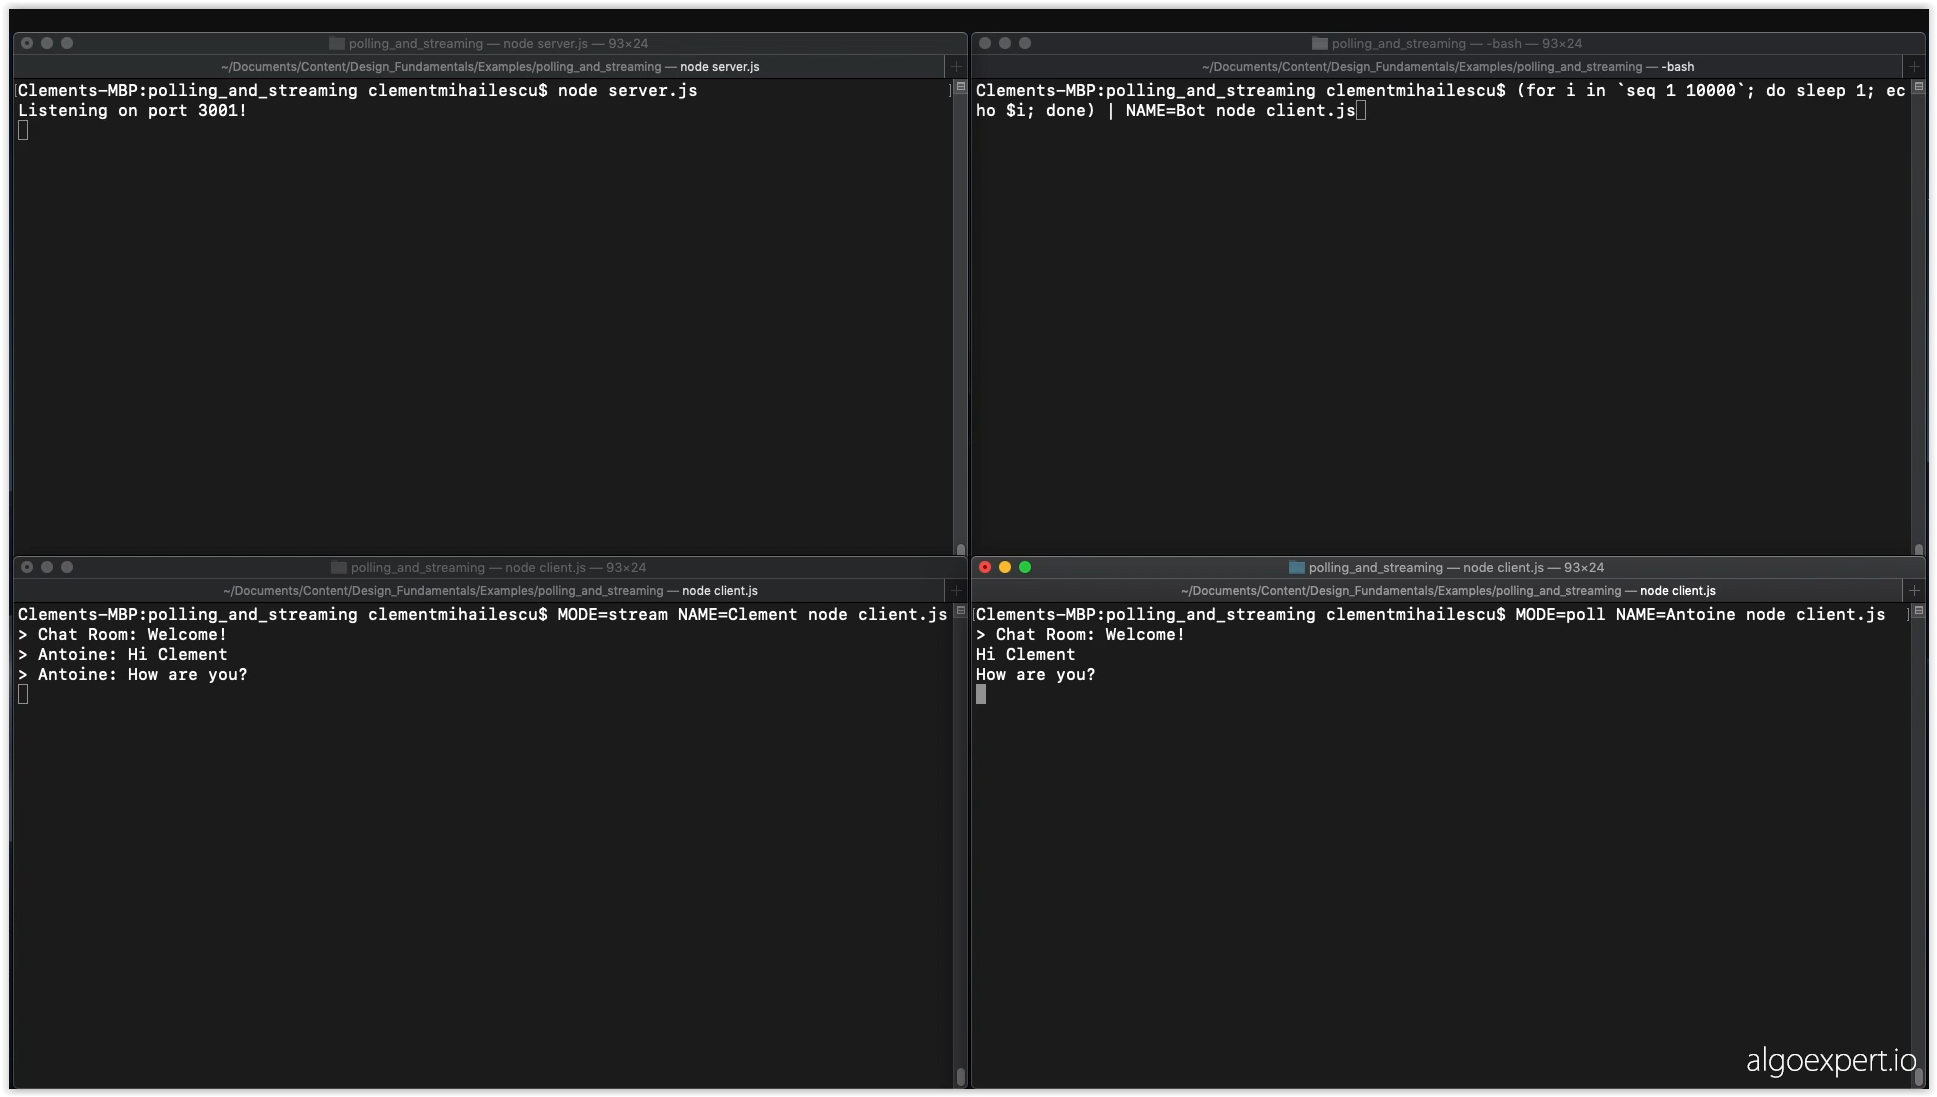 polling_and_streaming — node server.js — 93×24
~/Documents/Content/Design_Fundamentals/Examples/polling_and_streaming — node server.js
[Clements-MBP:polling_and_streaming clementmihailescu$ node server.js ]
Listening on port 3001!
polling_and_streaming — -bash — 93×24
~/Documents/Content/Design_Fundamentals/Examples/polling_and_streaming — -bash
Clements-MBP:polling_and_streaming clementmihailescu$ (for i in `seq 1 10000`; do sleep 1; ec
ho $i; done) | NAME=Bot node client.js
polling_and_streaming — node client.js — 93×24
~/Documents/Content/Design_Fundamentals/Examples/polling_and_streaming — node client.js
Clements-MBP:polling_and_streaming clementmihailescu$ MODE=stream NAME=Clement node client.js
> Chat Room: Welcome!
> Antoine: Hi Clement
> Antoine: How are you?
polling_and_streaming — node client.js — 93×24
~/Documents/Content/Design_Fundamentals/Examples/polling_and_streaming — node client.js
[Clements-MBP:polling_and_streaming clementmihailescu$ MODE=poll NAME=Antoine node client.js ]
> Chat Room: Welcome!
Hi Clement
How are you?
algoexpert.io